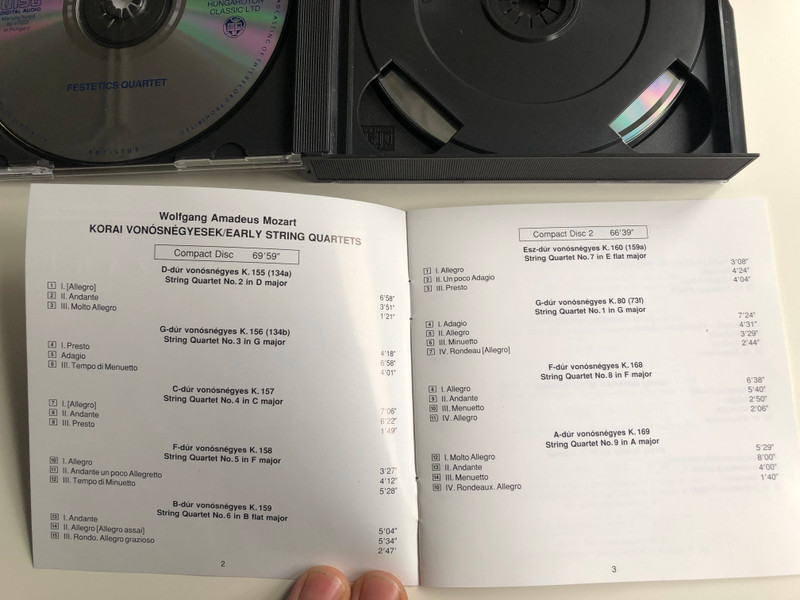 DIGITAL AUDIO
HUNGAROTON
CLASSIC LTD
FESTETICS QUARTET
Wolfgang Amadeus Mozart
KORAI VONÓSNÉGYESEK/EARLY STRING QUARTETS
Compact Disc 69'59"
D-dúr vonósnégyes K. 155 (134a)
String Quartet No. 2 in D major
1 I. [Allegro] 6'58"
2 II. Andante 3'51"
3 III. Molto Allegro 1'21"
G-dúr vonósnégyes K. 156 (134b)
String Quartet No. 3 in G major
4 I. Presto 4'18"
5 Adagio 6'58"
6 III. Tempo di Menuetto 4'01"
C-dúr vonósnégyes K. 157
String Quartet No. 4 in C major
7 I. [Allegro] 7'06"
8 II. Andante 6'22"
9 III. Presto 1'49"
F-dúr vonósnégyes K. 158
String Quartet No. 5 in F major
10 I. Allegro 3'27"
11 II. Andante un poco Allegretto 4'12"
12 III. Tempo di Minuetto 5'28"
B-dúr vonósnégyes K. 159
String Quartet No. 6 in B flat major
13 I. Andante 5'04"
14 II. Allegro [Allegro assai] 5'34"
15 III. Rondo. Allegro grazioso 2'47'
2
Compact Disc 2 66'39"
Esz-dúr vonósnégyes K. 160 (159a)
String Quartet No. 7 in E flat major
1 I. Allegro 3'08"
2 II. Un poco Adagio 4'24"
3 III. Presto 4'04"
G-dúr vonósnégyes K. 80 (73f)
String Quartet No. 1 in G major
4 I. Adagio 7'24"
5 II. Allegro 4'31"
6 III. Minuetto 3'29"
7 IV. Rondeau [Allegro] 2'44"
F-dúr vonósnégyes K. 168
String Quartet No. 8 in F major
8 I. Allegro 6'38"
9 II. Andante 5'40"
10 III. Menuetto 2'50"
11 IV. Allegro 2'06"
A-dúr vonósnégyes K. 169
String Quartet No. 9 in A major
12 I. Molto Allegro 5'29"
13 II. Andante 8'00"
14 III. Menuetto 4'00"
15 IV. Rondeaux. Allegro 1'40"
3